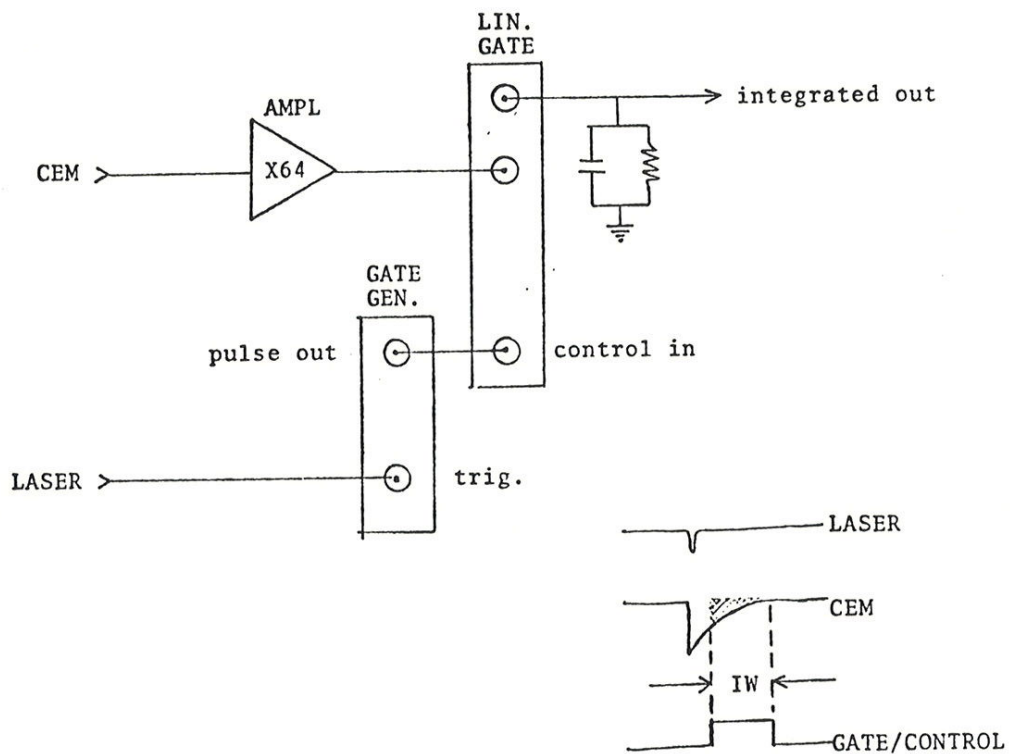 LIN.
GATE
AMPL
integrated out
CEM
X64
GATE
GEN.
pulse out
control in
LASER
trig.
LASER
CEM
IW
GATE/CONTROL